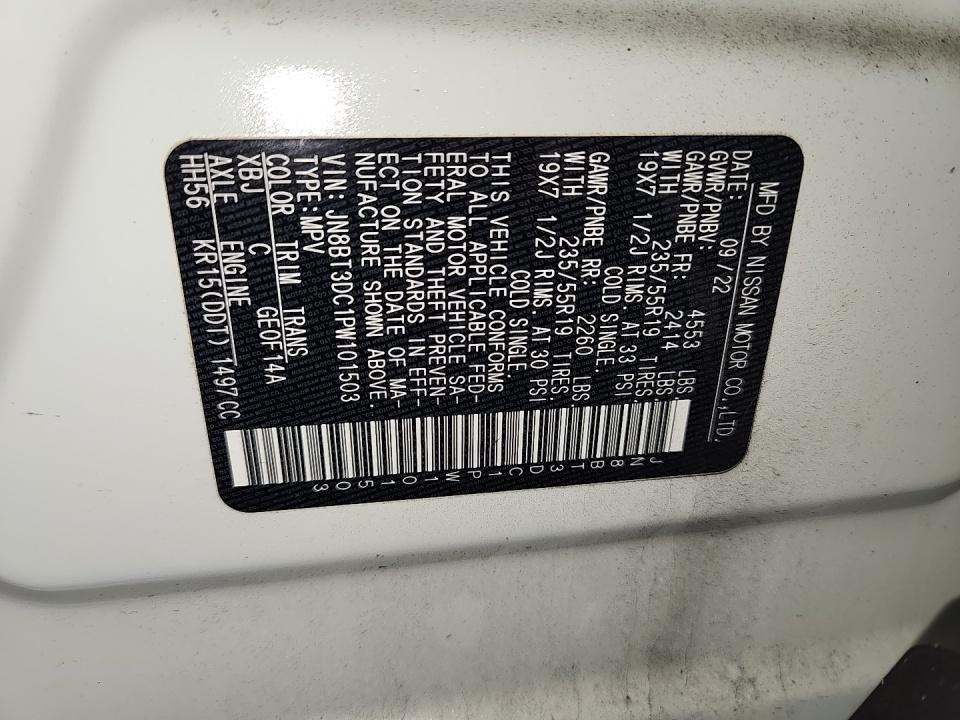 MFD BY NISSAN MOTOR CO.,LTD.
DATE: 09/22
GVWR/PNBV: 4553 LBS
GAWR/PNBE FR: 2414 LBS
WITH 235/55R19 TIRES,
19X7 1/2J RIMS. AT 33 PSI
COLD SINGLE.
GAWR/PNBE RR: 2260 LBS
WITH 235/55R19 TIRES,
19X7 1/2J RIMS. AT 30 PSI
COLD SINGLE.
THIS VEHICLE CONFORMS
TO ALL APPLICABLE FED-
ERAL MOTOR VEHICLE SA-
FETY AND THEFT PREVEN-
TION STANDARDS IN EFF-
ECT ON THE DATE OF MA-
NUFACTURE SHOWN ABOVE.
VIN: JN8BT3DC1PW101503
TYPE: MPV
COLOR TRIM TRANS
XBJ C GE0F14A
AXLE ENGINE
HH56 KR15(DDT) 1497CC
JN8BT3DC1PW101503